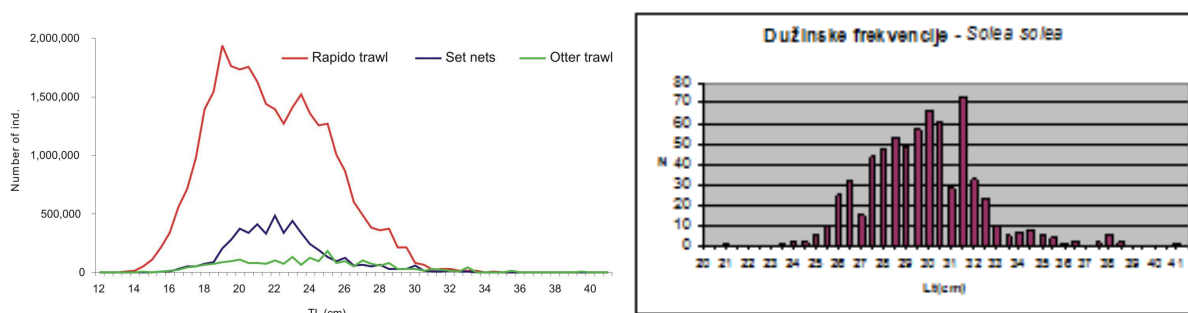 2,000,000
1,500,000
1,000,000
500,000
0
Number of ind.
Rapido trawl Set nets Otter trawl
12 14 16 18 20 22 24 26 28 30 32 34 36 38 40
TL (cm)
Dužinske frekvencije - Solea solea
80
70
60
50
40
30
20
10
0
N
20 21 22 23 24 25 26 27 28 29 30 31 32 33 34 35 36 37 38 39 40 41
Lt(cm)